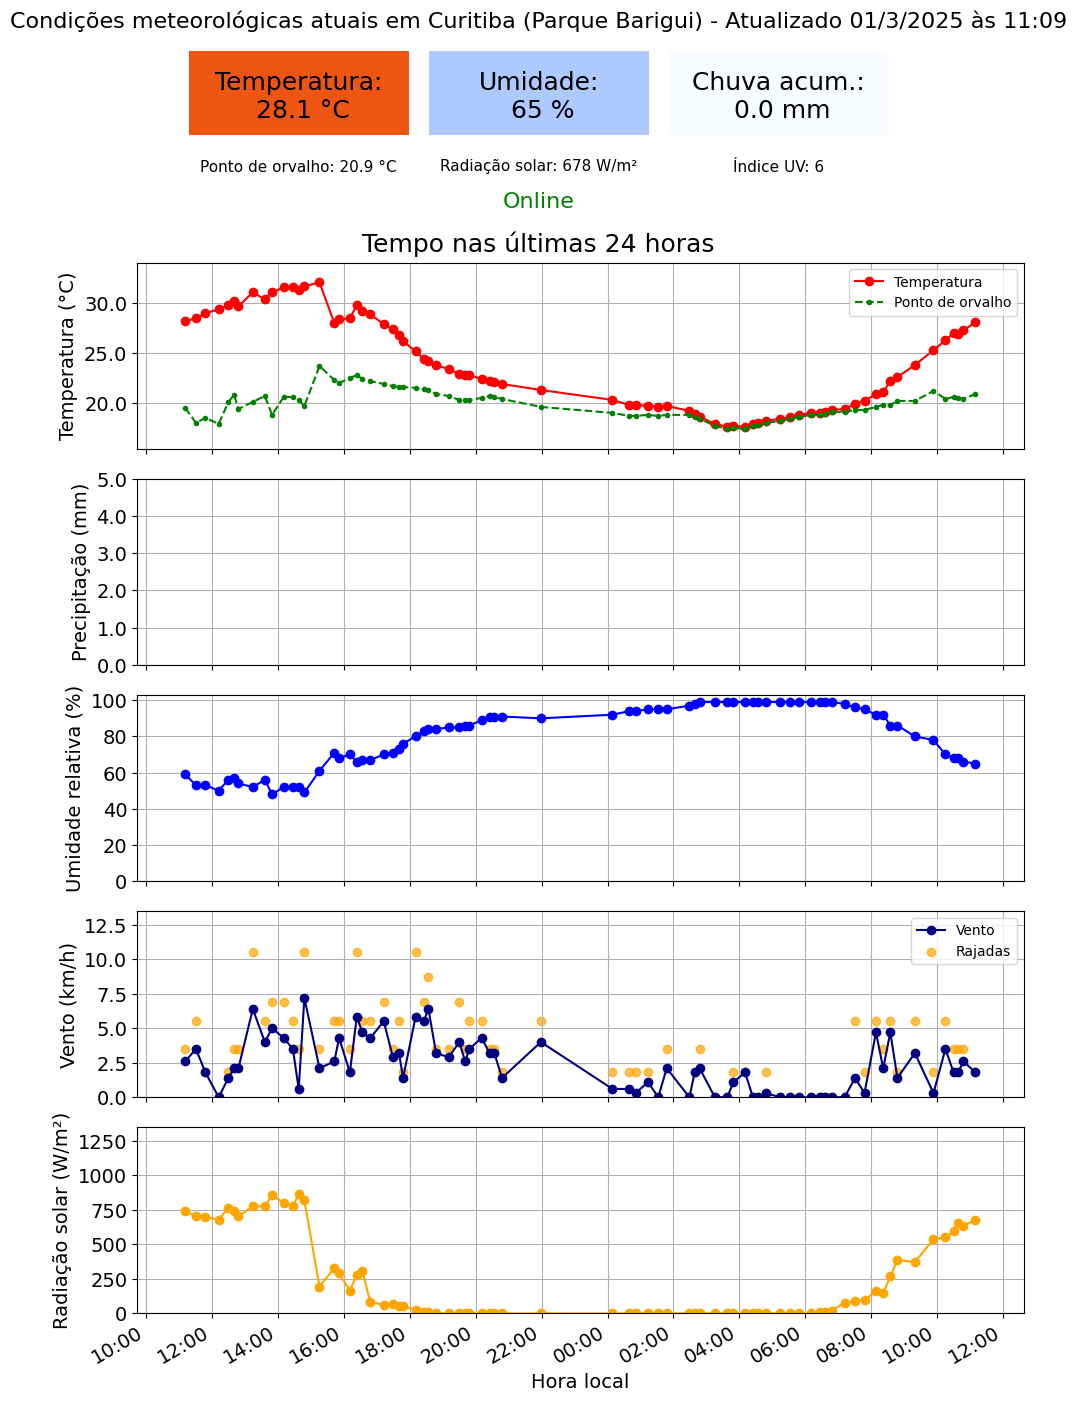 Condições meteorológicas atuais em Curitiba (Parque Barigui) - Atualizado 01/3/2025 às 11:09
Temperatura:
28.1 °C
Umidade:
65 %
Chuva acum.:
0.0 mm
Ponto de orvalho: 20.9 °C
Radiação solar: 678 W/m²
Índice UV: 6
Online
Tempo nas últimas 24 horas
Temperatura (°C)
30.0
25.0
20.0
Temperatura
Ponto de orvalho
Precipitação (mm)
5.0
4.0
3.0
2.0
1.0
0.0
Umidade relativa (%)
100
80
60
40
20
0
Vento (km/h)
12.5
10.0
7.5
5.0
2.5
0.0
Vento
Rajadas
Radiação solar (W/m²)
1250
1000
750
500
250
0
10:00
12:00
14:00
16:00
18:00
20:00
22:00
00:00
02:00
04:00
06:00
08:00
10:00
12:00
Hora local